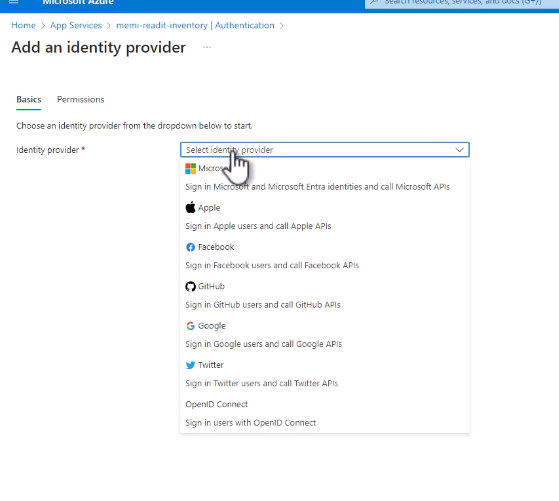 Microsoft Azure
Search resources, services, and docs (G+/)
Home > App Services > memi-readit-inventory | Authentication >
Add an identity provider ...
Basics Permissions
Choose an identity provider from the dropdown below to start.
Identity provider * Select identity provider
Microsoft
Sign in Microsoft and Microsoft Entra identities and call Microsoft APIs
Apple
Sign in Apple users and call Apple APIs
Facebook
Sign in Facebook users and call Facebook APIs
GitHub
Sign in GitHub users and call GitHub APIs
Google
Sign in Google users and call Google APIs
Twitter
Sign in Twitter users and call Twitter APIs
OpenID Connect
Sign in users with OpenID Connect